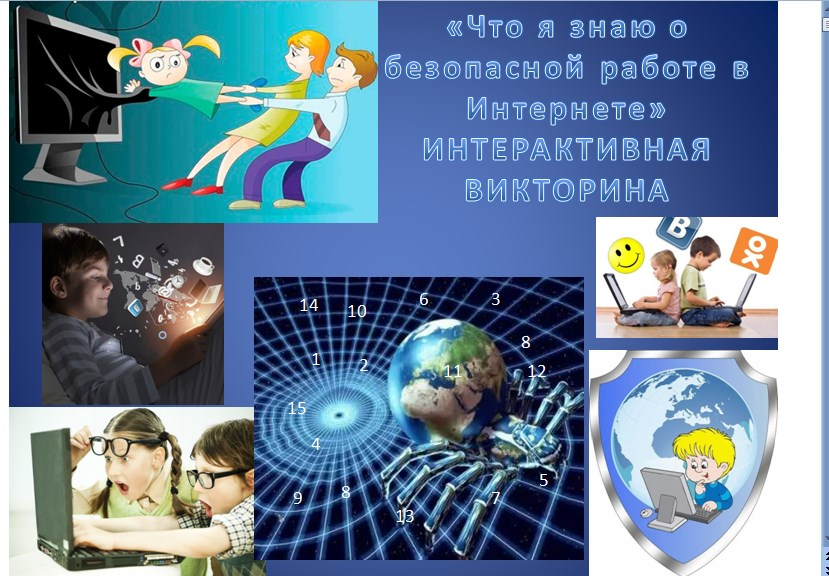 «Что я знаю о
безопасной работе в
Интернете»
ИНТЕРАКТИВНАЯ
ВИКТОРИНА
14 10 6 3
8
1 2 11 12
15
4
5
9 8 7
13
В